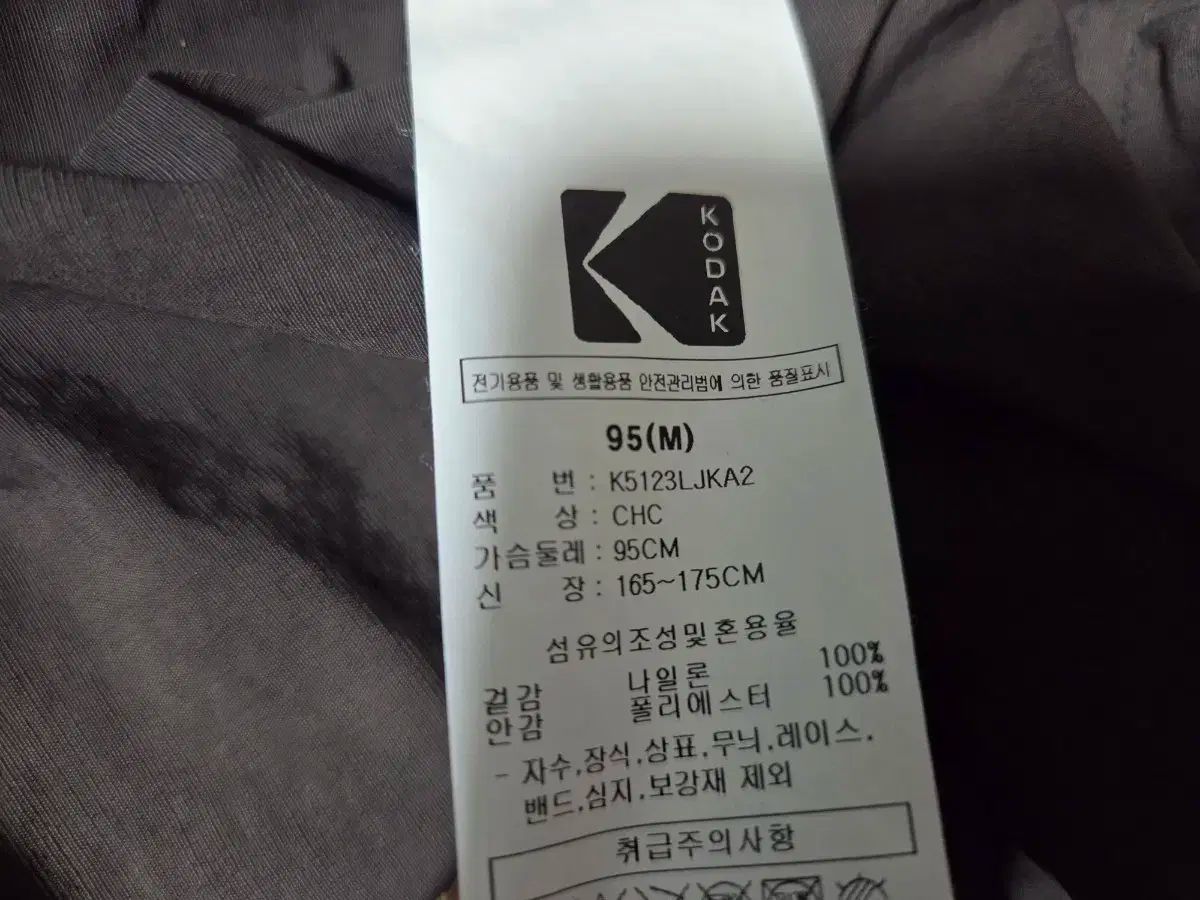 KODAK
전기용품 및 생활용품 안전관리법에 의한 품질표시
95(M)
품 번 : K5123LJKA2
색 상 : CHC
가슴둘레 : 95CM
신 장 : 165~175CM
섬유의조성및혼용율
겉감 나일론 100%
안감 폴리에스터 100%
- 자수.장식.상표.무늬.레이스.
밴드.심지.보강재 제외
취급주의사항